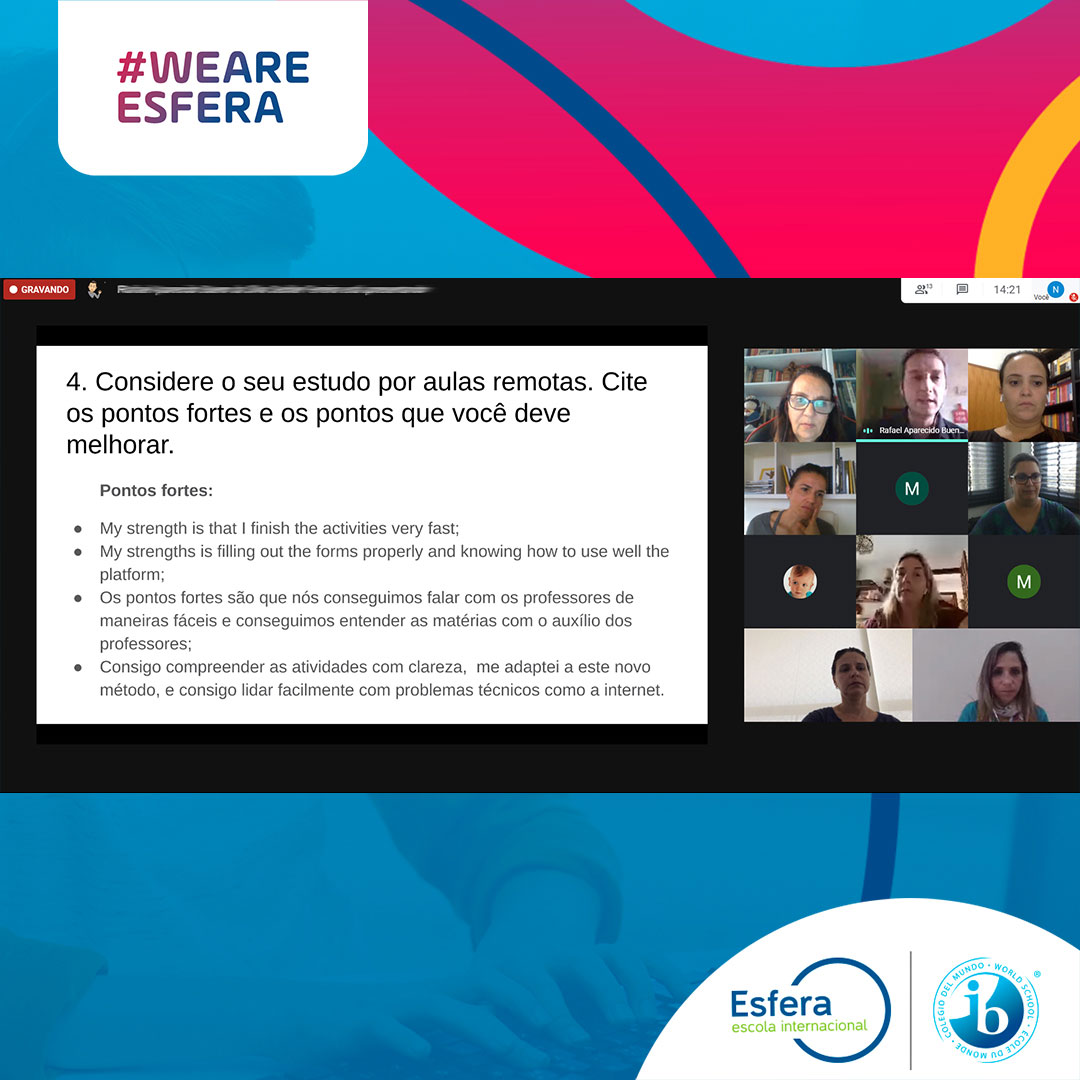 #WEARE
ESFERA
GRAVANDO
13
14:21
Você
N
4. Considere o seu estudo por aulas remotas. Cite
os pontos fortes e os pontos que você deve
melhorar.
Pontos fortes:
● My strength is that I finish the activities very fast;
● My strengths is filling out the forms properly and knowing how to use well the
platform;
● Os pontos fortes são que nós conseguimos falar com os professores de
maneiras fáceis e conseguimos entender as matérias com o auxílio dos
professores;
● Consigo compreender as atividades com clareza,  me adaptei a este novo
método, e consigo lidar facilmente com problemas técnicos como a internet.
Rafael Aparecido Buen...
M
M
Esfera
escola internacional
COLEGIO DEL MUNDO · WORLD SCHOOL · ÉCOLE DU MONDE ·
®
ib